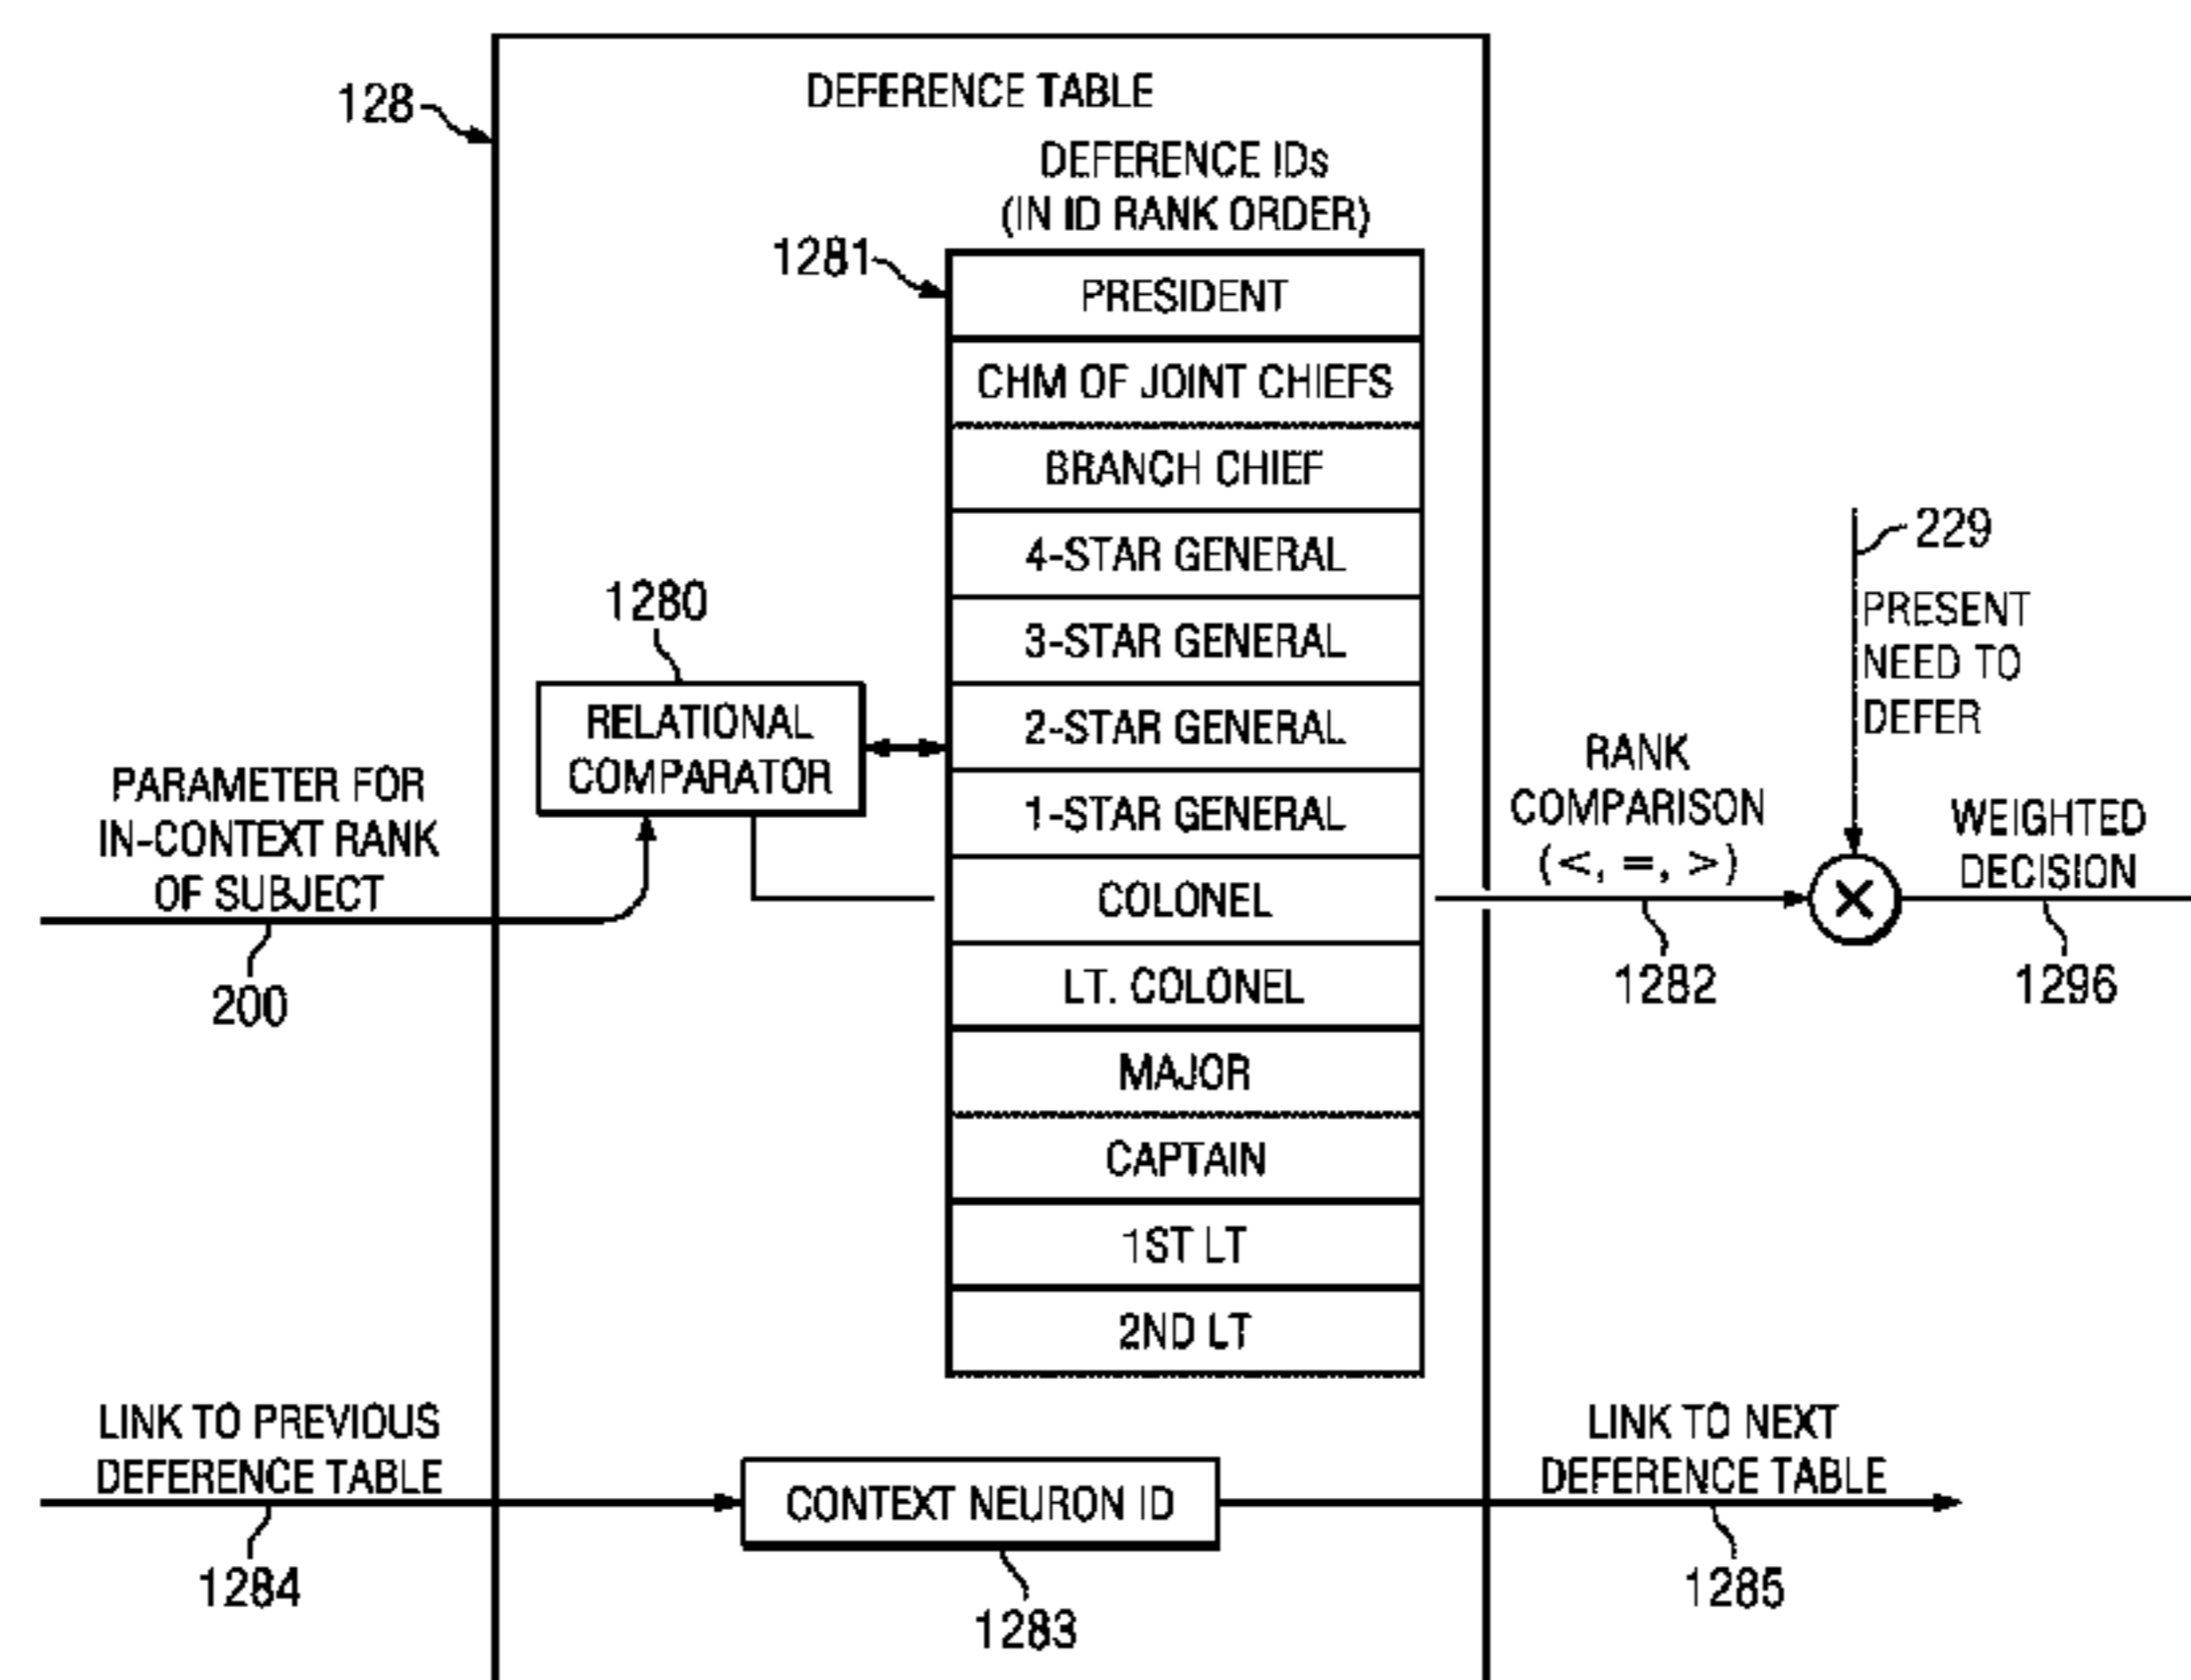 DEFERENCE TABLE
128
DEFERENCE IDs
(IN ID RANK ORDER)
1281
PRESIDENT
CHM OF JOINT CHIEFS
BRANCH CHIEF
4-STAR GENERAL
3-STAR GENERAL
2-STAR GENERAL
1-STAR GENERAL
COLONEL
LT. COLONEL
MAJOR
CAPTAIN
1ST LT
2ND LT
1280
RELATIONAL
COMPARATOR
PARAMETER FOR
IN-CONTEXT RANK
OF SUBJECT
200
229
PRESENT
NEED TO
DEFER
RANK
COMPARISON
(<, =, >)
1282
×
WEIGHTED
DECISION
1296
LINK TO PREVIOUS
DEFERENCE TABLE
1284
CONTEXT NEURON ID
1283
LINK TO NEXT
DEFERENCE TABLE
1285